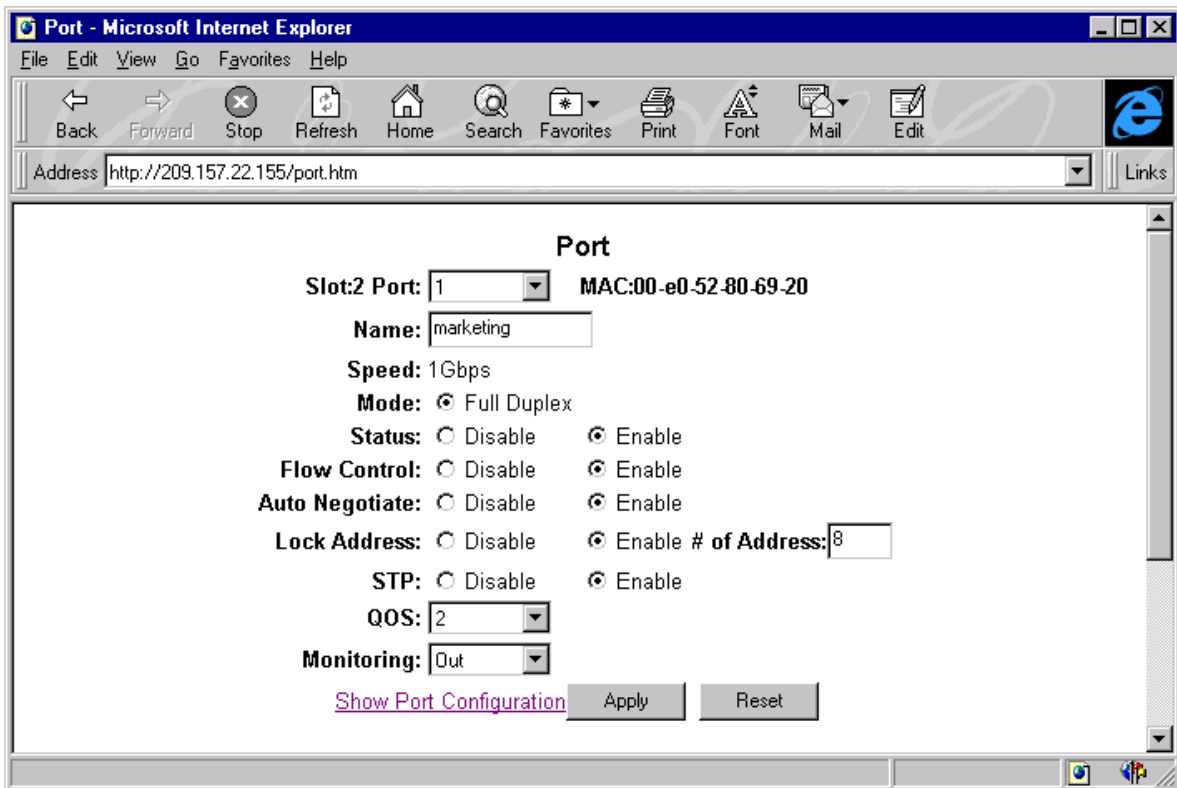 Port - Microsoft Internet Explorer
File Edit View Go Favorites Help
Back Forward Stop Refresh Home Search Favorites Print Font Mail Edit
Address http://209.157.22.155/port.htm Links
Port
Slot:2 Port: 1 MAC:00-e0-52-80-69-20
Name: marketing
Speed: 1Gbps
Mode: Full Duplex
Status: Disable Enable
Flow Control: Disable Enable
Auto Negotiate: Disable Enable
Lock Address: Disable Enable # of Address: 8
STP: Disable Enable
QOS: 2
Monitoring: Out
Show Port Configuration Apply Reset